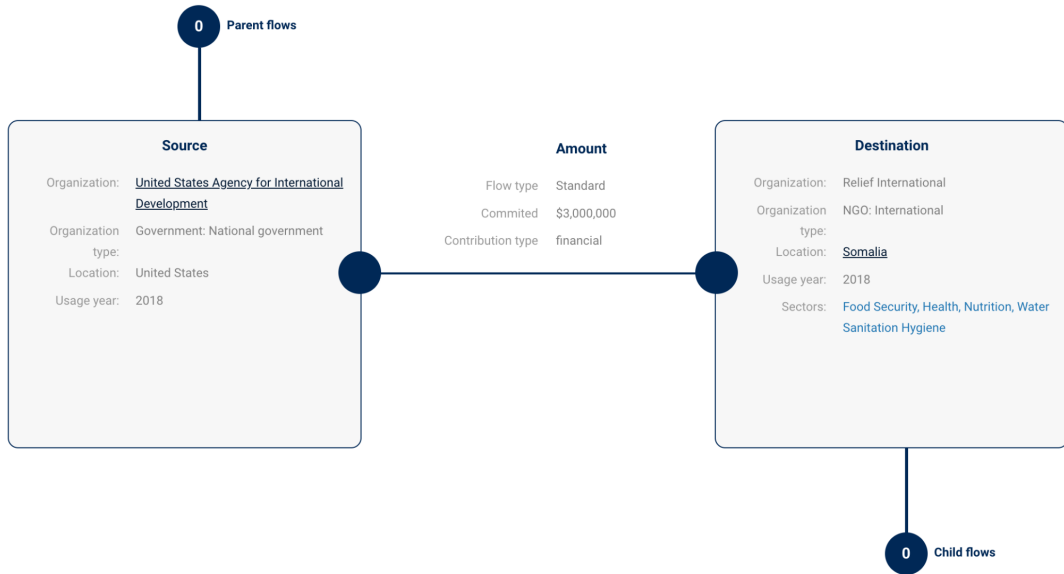 0 Parent flows
Source
Organization: United States Agency for International
Development
Organization Government: National government
type:
Location: United States
Usage year: 2018
Amount
Flow type Standard
Commited $3,000,000
Contribution type financial
Destination
Organization: Relief International
Organization NGO: International
type:
Location: Somalia
Usage year: 2018
Sectors: Food Security, Health, Nutrition, Water
Sanitation Hygiene
0 Child flows